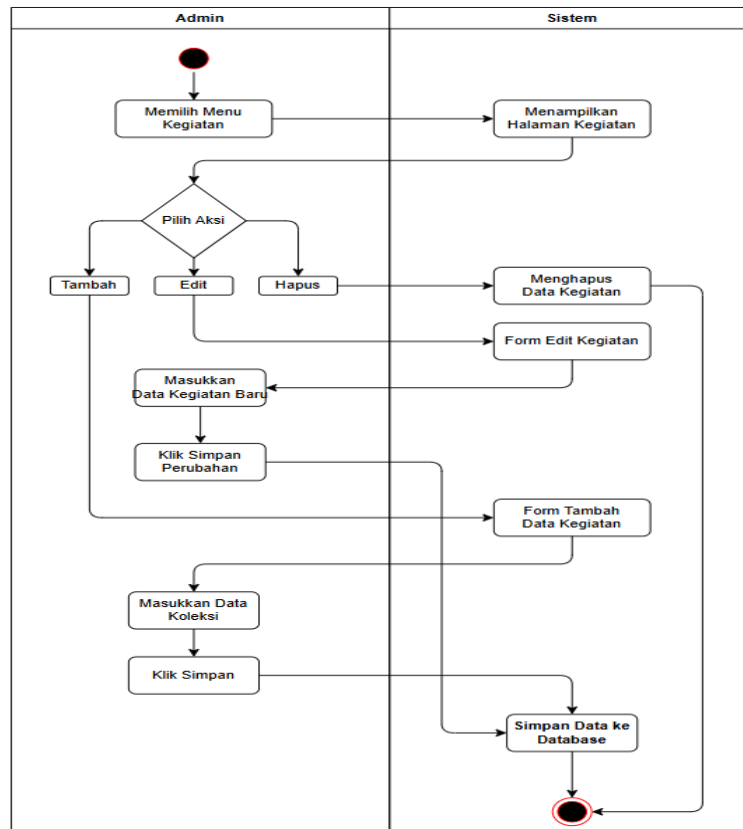 Admin
Sistem
Memilih Menu
Kegiatan
Menampilkan
Halaman Kegiatan
Pilih Aksi
Tambah
Edit
Hapus
Menghapus
Data Kegiatan
Form Edit Kegiatan
Masukkan
Data Kegiatan Baru
Klik Simpan
Perubahan
Form Tambah
Data Kegiatan
Masukkan Data
Koleksi
Klik Simpan
Simpan Data ke
Database